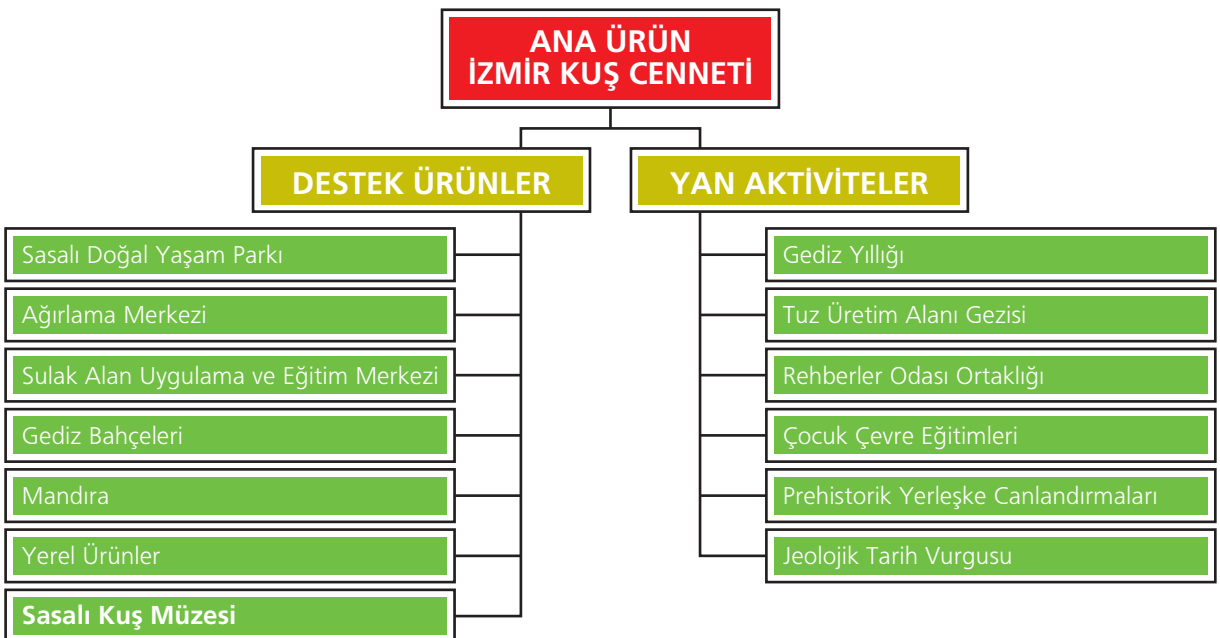 ANA ÜRÜN
İZMİR KUŞ CENNETİ
DESTEK ÜRÜNLER
Sasalı Doğal Yaşam Parkı
Ağırlama Merkezi
Sulak Alan Uygulama ve Eğitim Merkezi
Gediz Bahçeleri
Mandıra
Yerel Ürünler
Sasalı Kuş Müzesi
YAN AKTİVİTELER
Gediz Yıllığı
Tuz Üretim Alanı Gezisi
Rehberler Odası Ortaklığı
Çocuk Çevre Eğitimleri
Prehistorik Yerleşke Canlandırmaları
Jeolojik Tarih Vurgusu